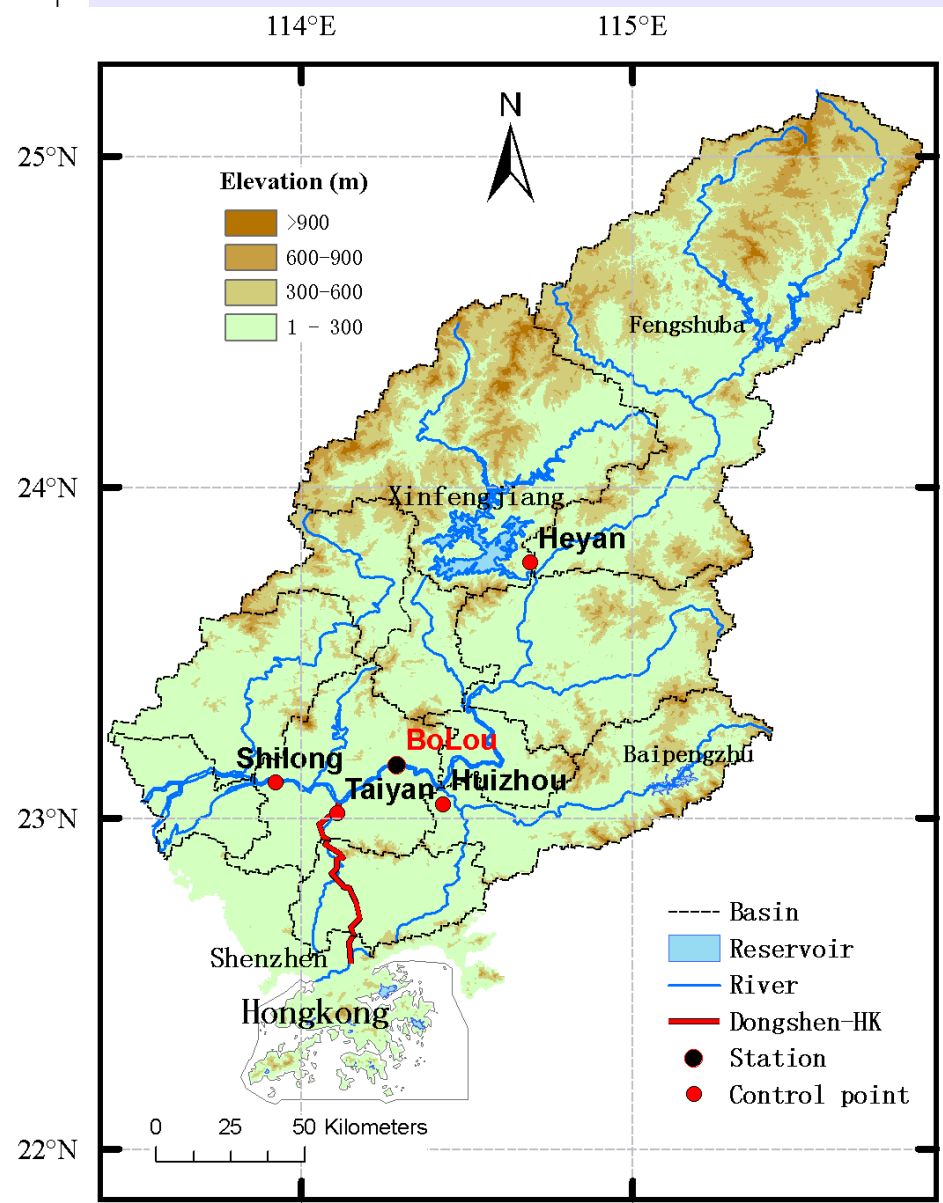 114°E 115°E
N
25°N
Elevation (m)
>900
600-900
300-600
1 - 300
Fengshuba
24°N
Xinfengjiang
Heyan
BoLou
Baipengzhu
Shilong
Huizhou
Taiyan
23°N
Basin
Reservoir
River
Shenzhen
Hongkong
Dongshen-HK
Station
Control point
0 25 50 Kilometers
22°N